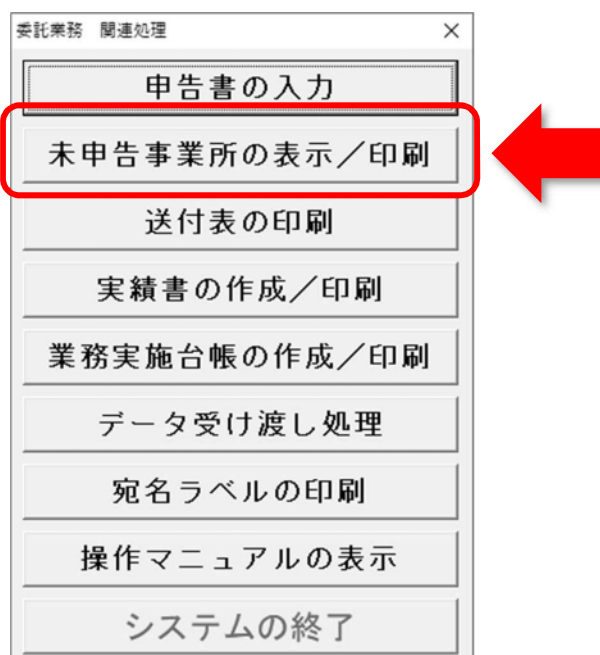 委託業務　関連処理
申告書の入力
未申告事業所の表示／印刷
送付表の印刷
実績書の作成／印刷
業務実施台帳の作成／印刷
データ受け渡し処理
宛名ラベルの印刷
操作マニュアルの表示
システムの終了